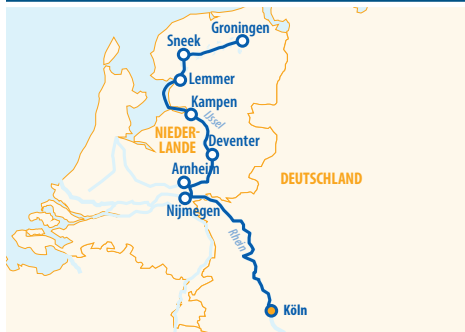 Groningen
Sneek
Lemmer
Kampen
IJssel
NIEDER-
LANDE
Deventer
Arnheim
DEUTSCHLAND
Nijmegen
Rhein
Köln